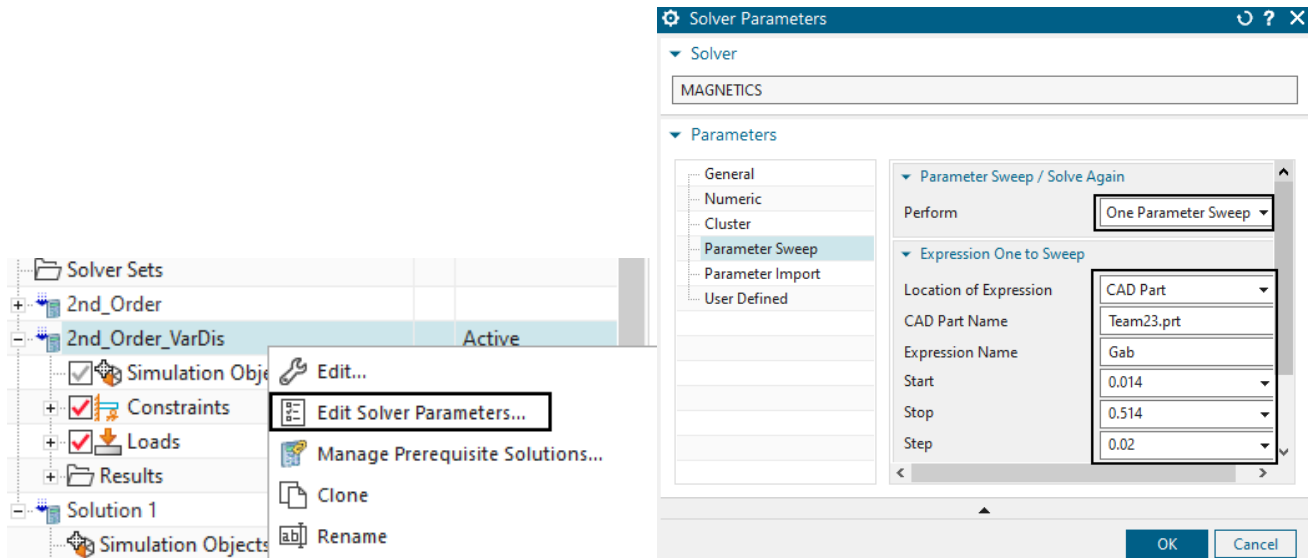 Solver Sets
2nd_Order
2nd_Order_VarDis Active
Simulation Obje
Constraints
Loads
Results
Solution 1
Simulation Objects
Edit...
Edit Solver Parameters...
Manage Prerequisite Solutions...
Clone
Rename
Solver Parameters
Solver
MAGNETICS
Parameters
General
Numeric
Cluster
Parameter Sweep
Parameter Import
User Defined
Parameter Sweep / Solve Again
Perform One Parameter Sweep
Expression One to Sweep
Location of Expression CAD Part
CAD Part Name Team23.prt
Expression Name Gab
Start 0.014
Stop 0.514
Step 0.02
OK Cancel